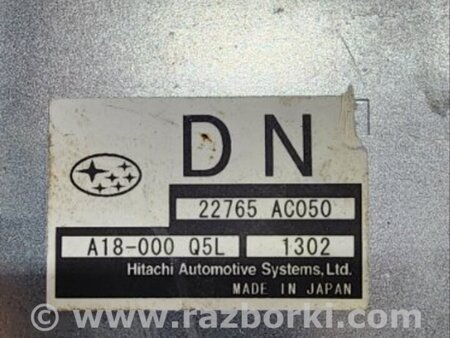 DN
22765 AC050
A18-000 Q5L 1302
Hitachi Automotive Systems, Ltd.
MADE IN JAPAN
© www.razborki.com